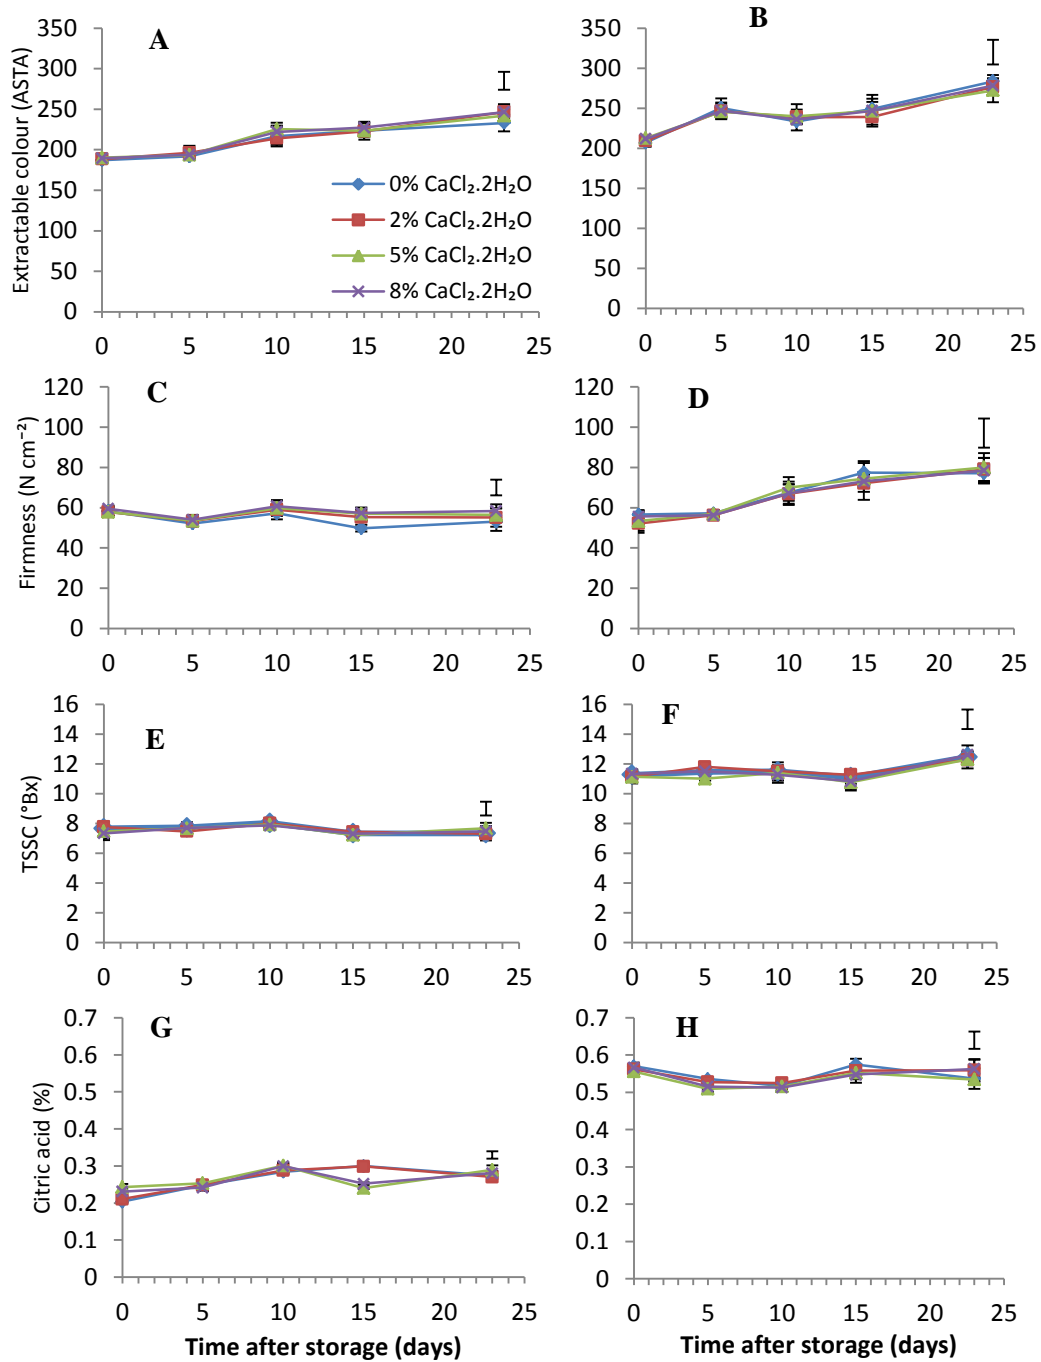 A
B
Extractable colour (ASTA)
350
300
250
200
150
100
50
0
0 5 10 15 20 25
0% CaCl₂.2H₂O
2% CaCl₂.2H₂O
5% CaCl₂.2H₂O
8% CaCl₂.2H₂O
350
300
250
200
150
100
50
0
0 5 10 15 20 25
C
D
Firmness (N cm⁻²)
120
100
80
60
40
20
0
0 5 10 15 20 25
120
100
80
60
40
20
0
0 5 10 15 20 25
E
F
TSSC (°Bx)
16
14
12
10
8
6
4
2
0
0 5 10 15 20 25
16
14
12
10
8
6
4
2
0
0 5 10 15 20 25
G
H
Citric acid (%)
0.7
0.6
0.5
0.4
0.3
0.2
0.1
0
0 5 10 15 20 25
Time after storage (days)
0.7
0.6
0.5
0.4
0.3
0.2
0.1
0
0 5 10 15 20 25
Time after storage (days)